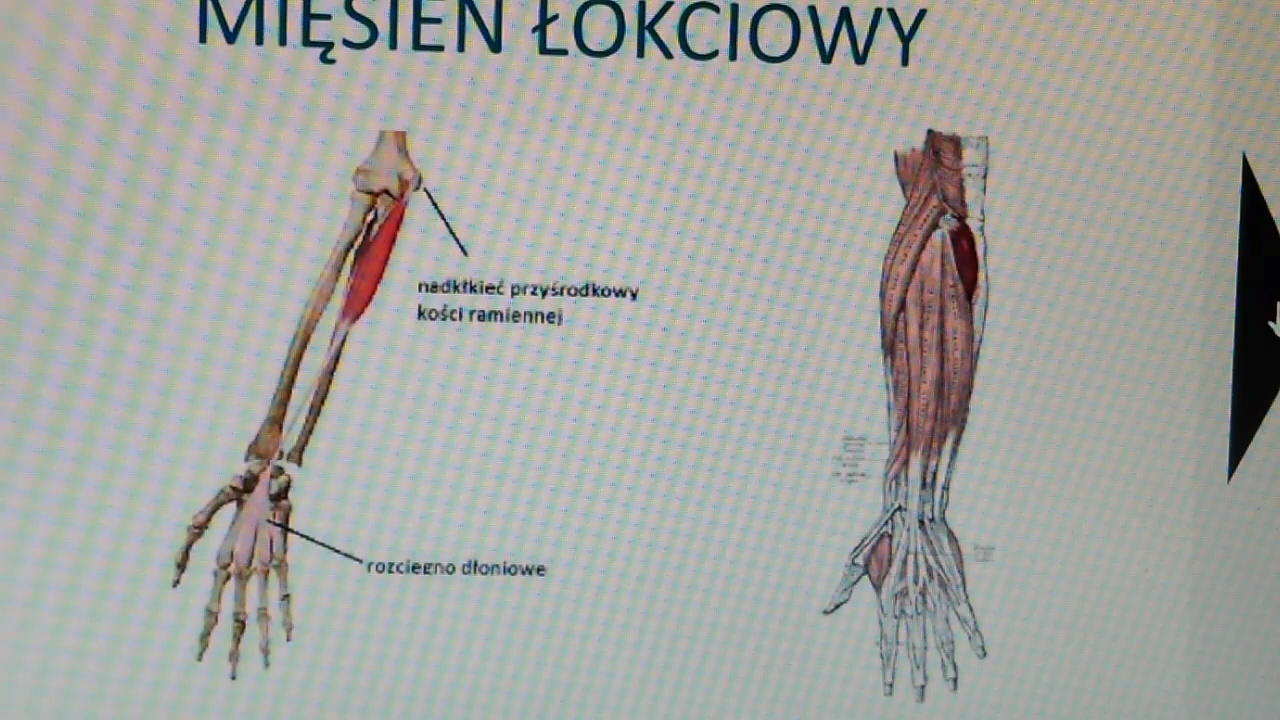 MIĘSIEŃ ŁOKCIOWY
nadkłkieć przyśrodkowy
kości ramiennej
rozcięgno dłoniowe